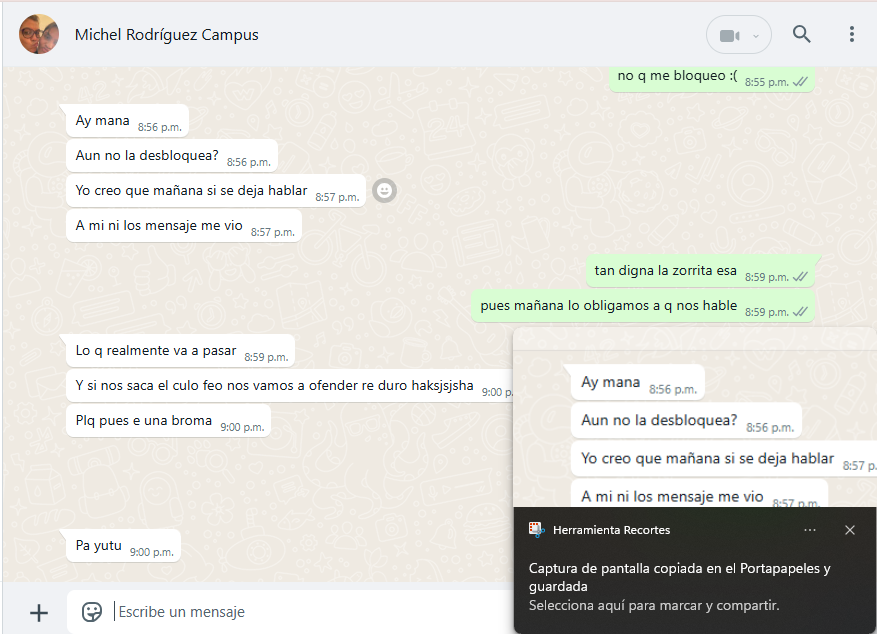 Michel Rodríguez Campus
no q me bloqueo :( 8:55 p.m.
Ay mana 8:56 p.m.
Aun no la desbloquea? 8:56 p.m.
Yo creo que mañana si se deja hablar 8:57 p.m.
A mi ni los mensaje me vio 8:57 p.m.
tan digna la zorrita esa 8:59 p.m.
pues mañana lo obligamos a q nos hable 8:59 p.m.
Lo q realmente va a pasar 8:59 p.m.
Y si nos saca el culo feo nos vamos a ofender re duro haksjsjsha 9:00 p.
Plq pues e una broma 9:00 p.m.
Pa yutu 9:00 p.m.
Escribe un mensaje
Ay mana 8:56 p.m.
Aun no la desbloquea? 8:56 p.m.
Yo creo que mañana si se deja hablar 8:57 p.
A mi ni los mensaje me vio 8:57 p.m.
Herramienta Recortes
Captura de pantalla copiada en el Portapapeles y
guardada
Selecciona aquí para marcar y compartir.